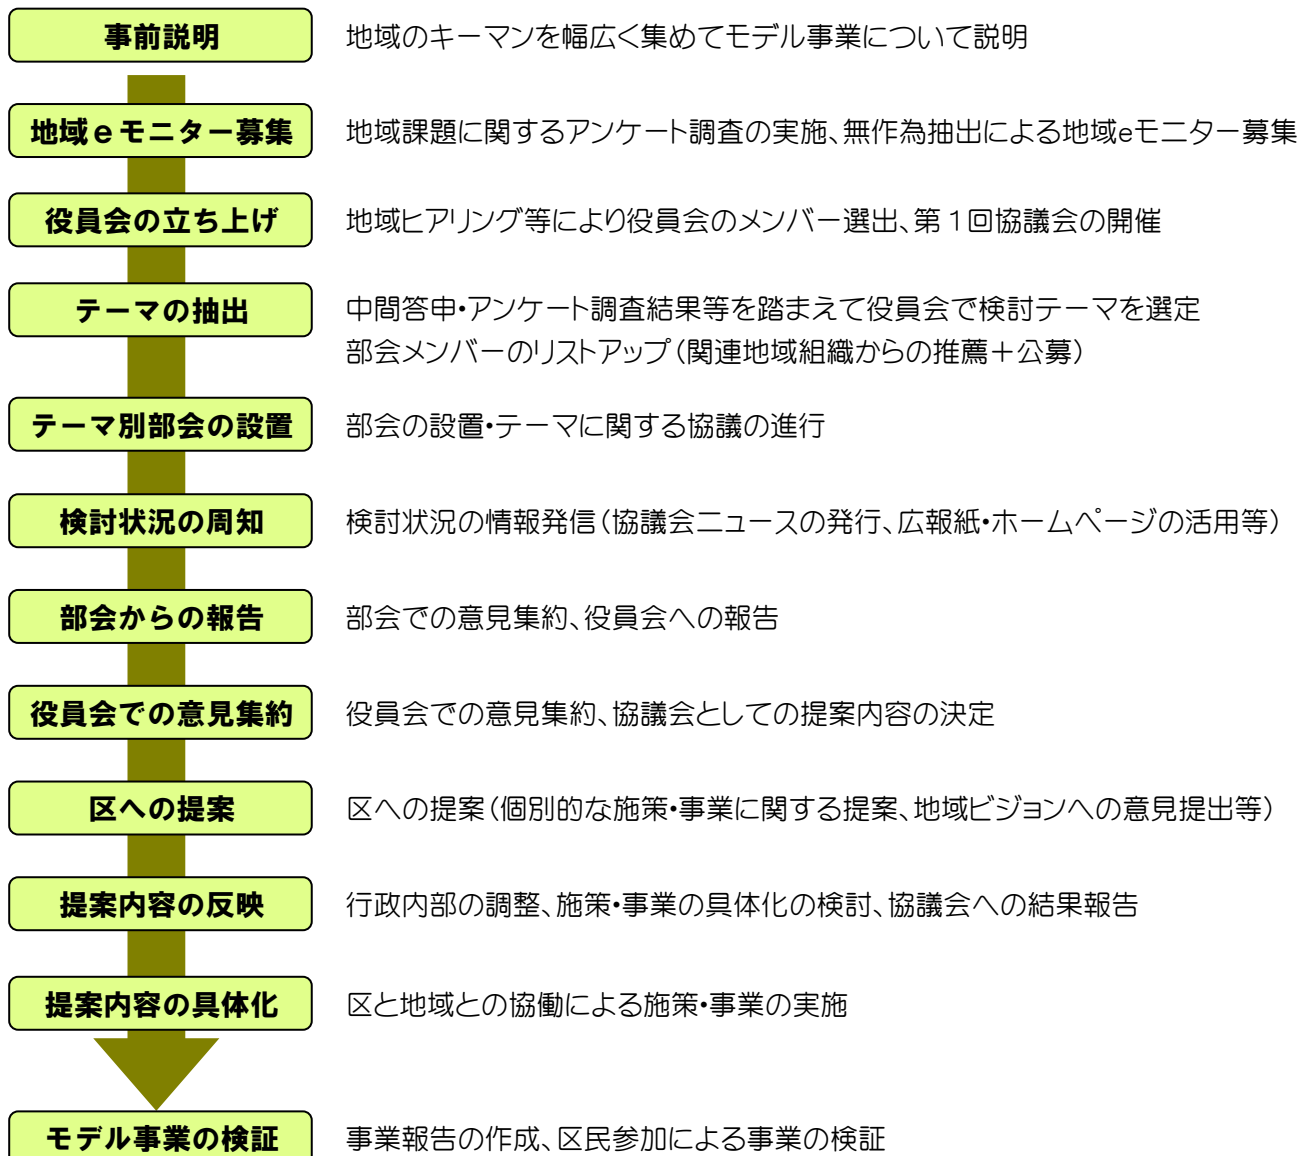 事前説明 地域のキーマンを幅広く集めてモデル事業について説明
地域eモニター募集 地域課題に関するアンケート調査の実施、無作為抽出による地域eモニター募集
役員会の立ち上げ 地域ヒアリング等により役員会のメンバー選出、第1回協議会の開催
テーマの抽出 中間答申・アンケート調査結果等を踏まえて役員会で検討テーマを選定
部会メンバーのリストアップ（関連地域組織からの推薦＋公募）
テーマ別部会の設置 部会の設置・テーマに関する協議の進行
検討状況の周知 検討状況の情報発信（協議会ニュースの発行、広報紙・ホームページの活用等）
部会からの報告 部会での意見集約、役員会への報告
役員会での意見集約 役員会での意見集約、協議会としての提案内容の決定
区への提案 区への提案（個別的な施策・事業に関する提案、地域ビジョンへの意見提出等）
提案内容の反映 行政内部の調整、施策・事業の具体化の検討、協議会への結果報告
提案内容の具体化 区と地域との協働による施策・事業の実施
モデル事業の検証 事業報告の作成、区民参加による事業の検証